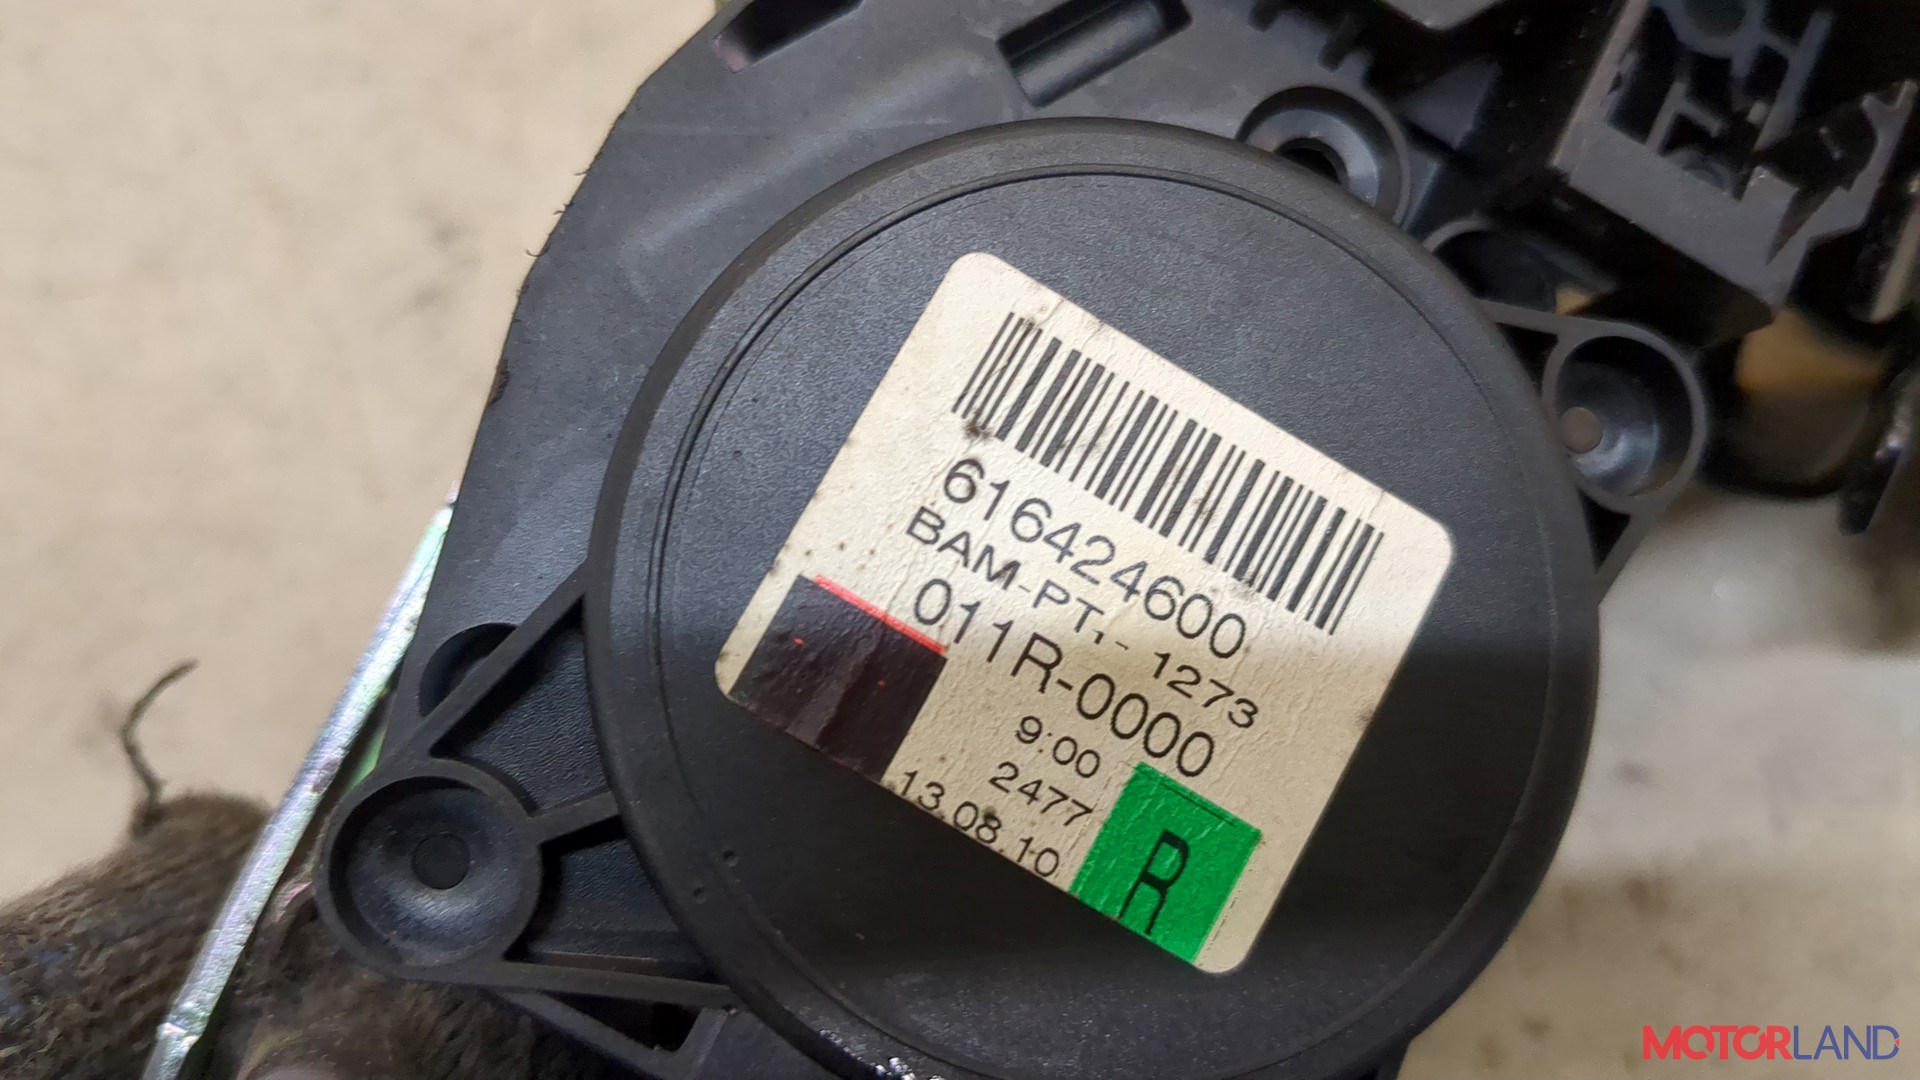 616424600
BAM-PT, - 1273
011R-0000
9:00
2477
13.08.10
R
MOTORLAND